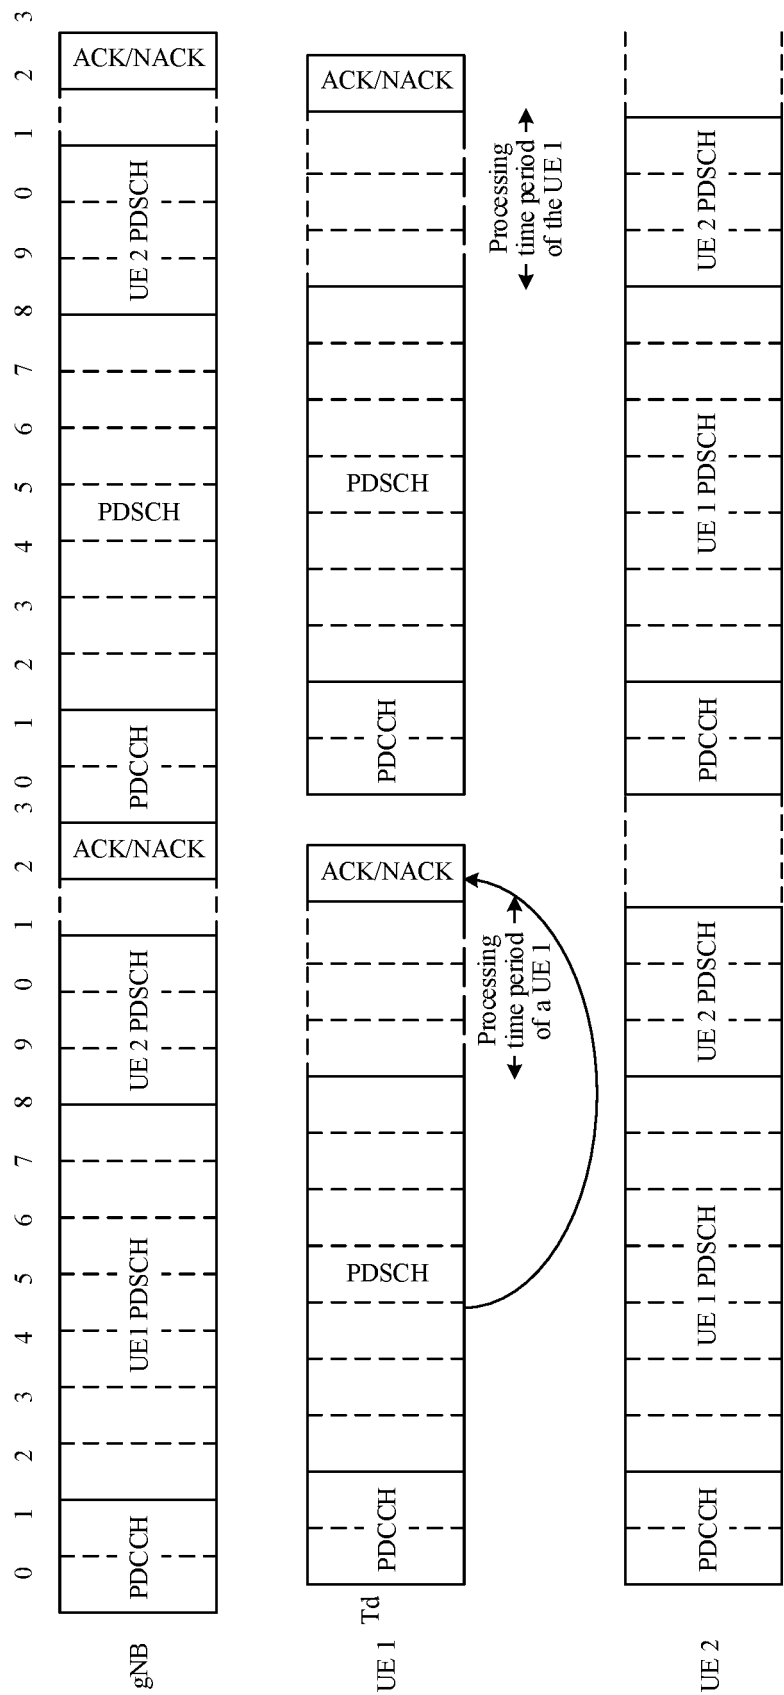 0 1 2 3 4 5 6 7 8 9 0 1 2 3 0 1 2 3 4 5 6 7 8 9 0 1 2 3
gNB
PDCCH
UE1 PDSCH
UE 2 PDSCH
ACK/NACK
PDCCH
PDSCH
UE 2 PDSCH
ACK/NACK
Td
UE 1
PDCCH
PDSCH
ACK/NACK
PDCCH
PDSCH
ACK/NACK
Processing
time period
of a UE 1
Processing
time period
of the UE 1
UE 2
PDCCH
UE 1 PDSCH
UE 2 PDSCH
PDCCH
UE 1 PDSCH
UE 2 PDSCH